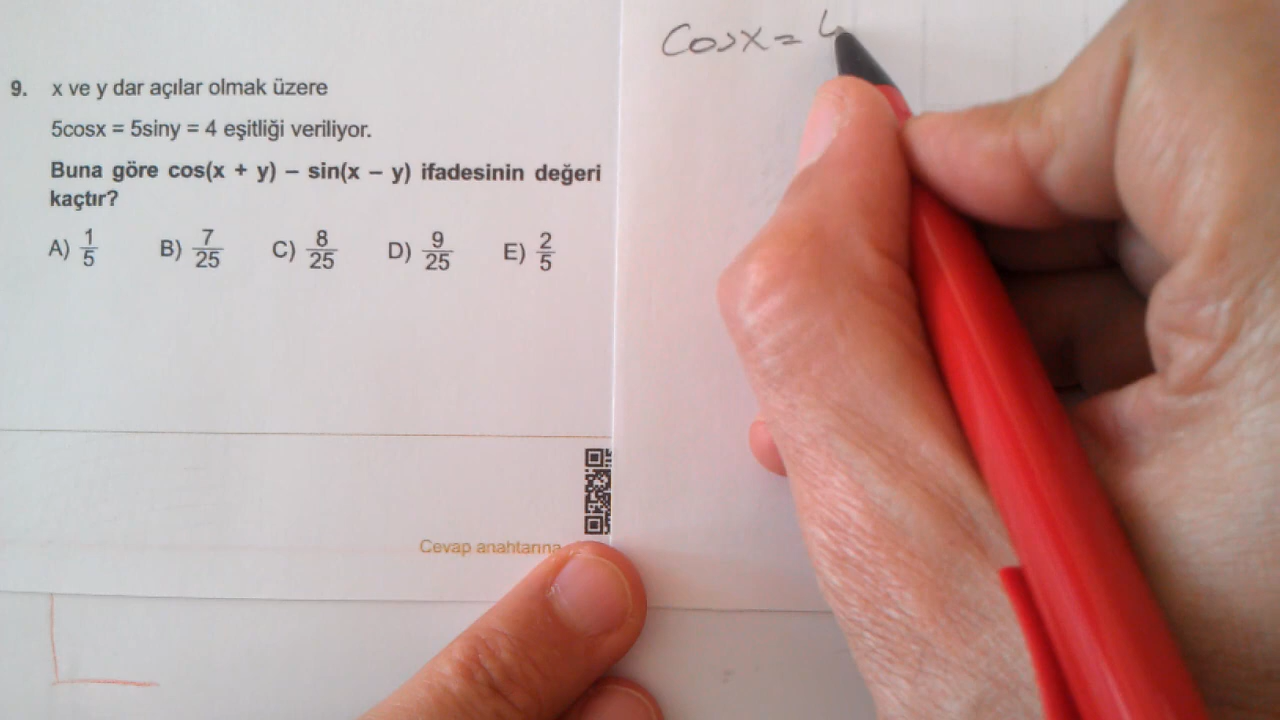 9. x ve y dar açılar olmak üzere
5cosx = 5siny = 4 eşitliği veriliyor.
Buna göre cos(x + y) – sin(x – y) ifadesinin değeri
kaçtır?
A) 1/5 B) 7/25 C) 8/25 D) 9/25 E) 2/5
Cevap anahtarına
Cosx =